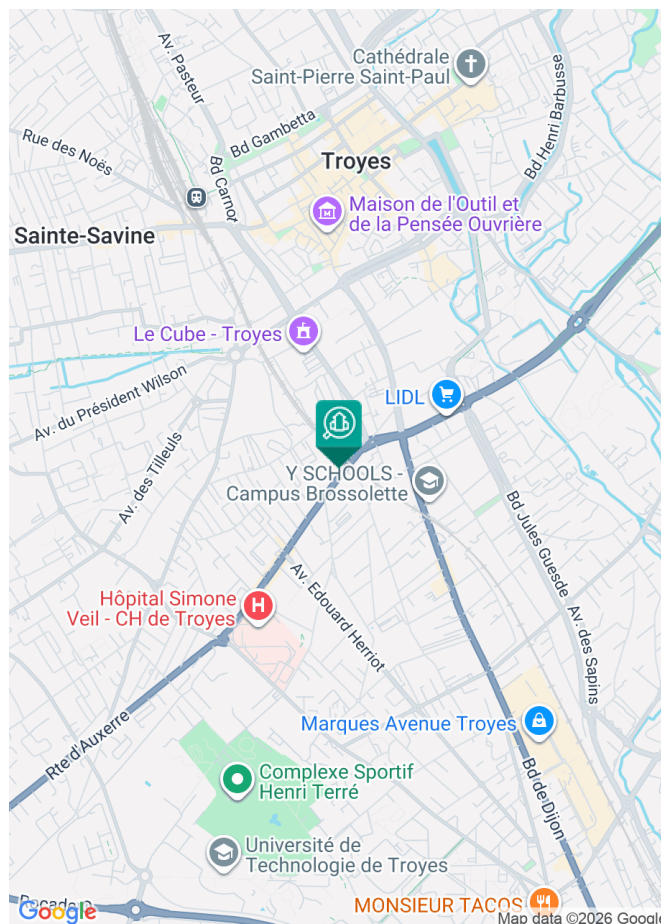 Cathédrale
Saint-Pierre Saint-Paul
Av. Pasteur
Bd Henri Barbusse
Bd Gambetta
Rue des Noës
Troyes
Bd Carnot
Maison de l'Outil et
de la Pensée Ouvrière
Sainte-Savine
Le Cube - Troyes
LIDL
Av. du Président Wilson
Y SCHOOLS -
Campus Brossolette
Av. des Tilleuls
Bd Jules Guesde
Av. Edouard Herriot
Hôpital Simone
Veil - CH de Troyes
Av. des Sapins
Marques Avenue Troyes
Rte d'Auxerre
Bd de Dijon
Complexe Sportif
Henri Terré
Université de
Technologie de Troyes
MONSIEUR TACOS
Google
Map data ©2026 Google